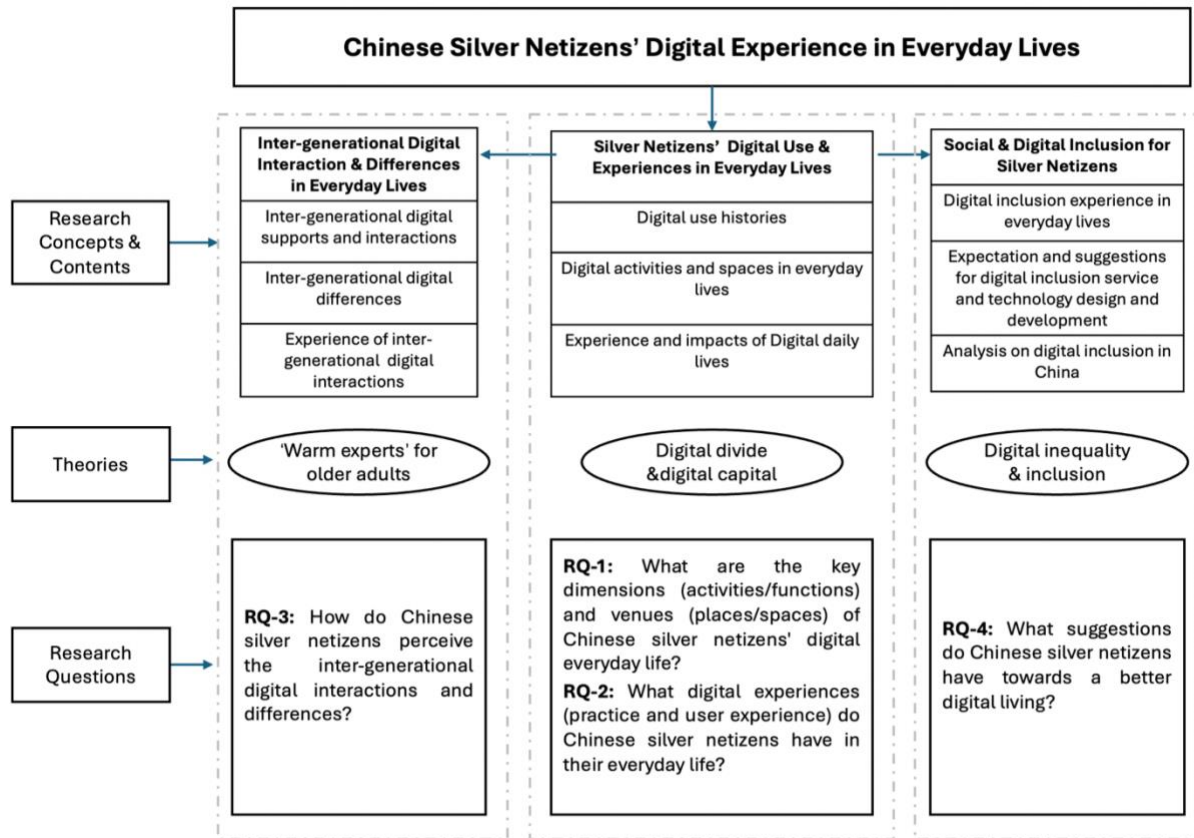 Chinese Silver Netizens’ Digital Experience in Everyday Lives
Research
Concepts &
Contents
Inter-generational Digital
Interaction & Differences
in Everyday Lives
Inter-generational digital
supports and interactions
Inter-generational digital
differences
Experience of inter-
generational digital
interactions
Silver Netizens’ Digital Use &
Experiences in Everyday Lives
Digital use histories
Digital activities and spaces in everyday
lives
Experience and impacts of Digital daily
lives
Social & Digital Inclusion for
Silver Netizens
Digital inclusion experience in
everyday lives
Expectation and suggestions
for digital inclusion service
and technology design and
development
Analysis on digital inclusion in
China
Theories
‘Warm experts’ for
older adults
Digital divide
&digital capital
Digital inequality
& inclusion
Research
Questions
RQ-3: How do Chinese
silver netizens perceive
the inter-generational
digital interactions and
differences?
RQ-1: What are the key
dimensions (activities/functions)
and venues (places/spaces) of
Chinese silver netizens' digital
everyday life?
RQ-2: What digital experiences
(practice and user experience) do
Chinese silver netizens have in
their everyday life?
RQ-4: What suggestions
do Chinese silver netizens
have towards a better
digital living?